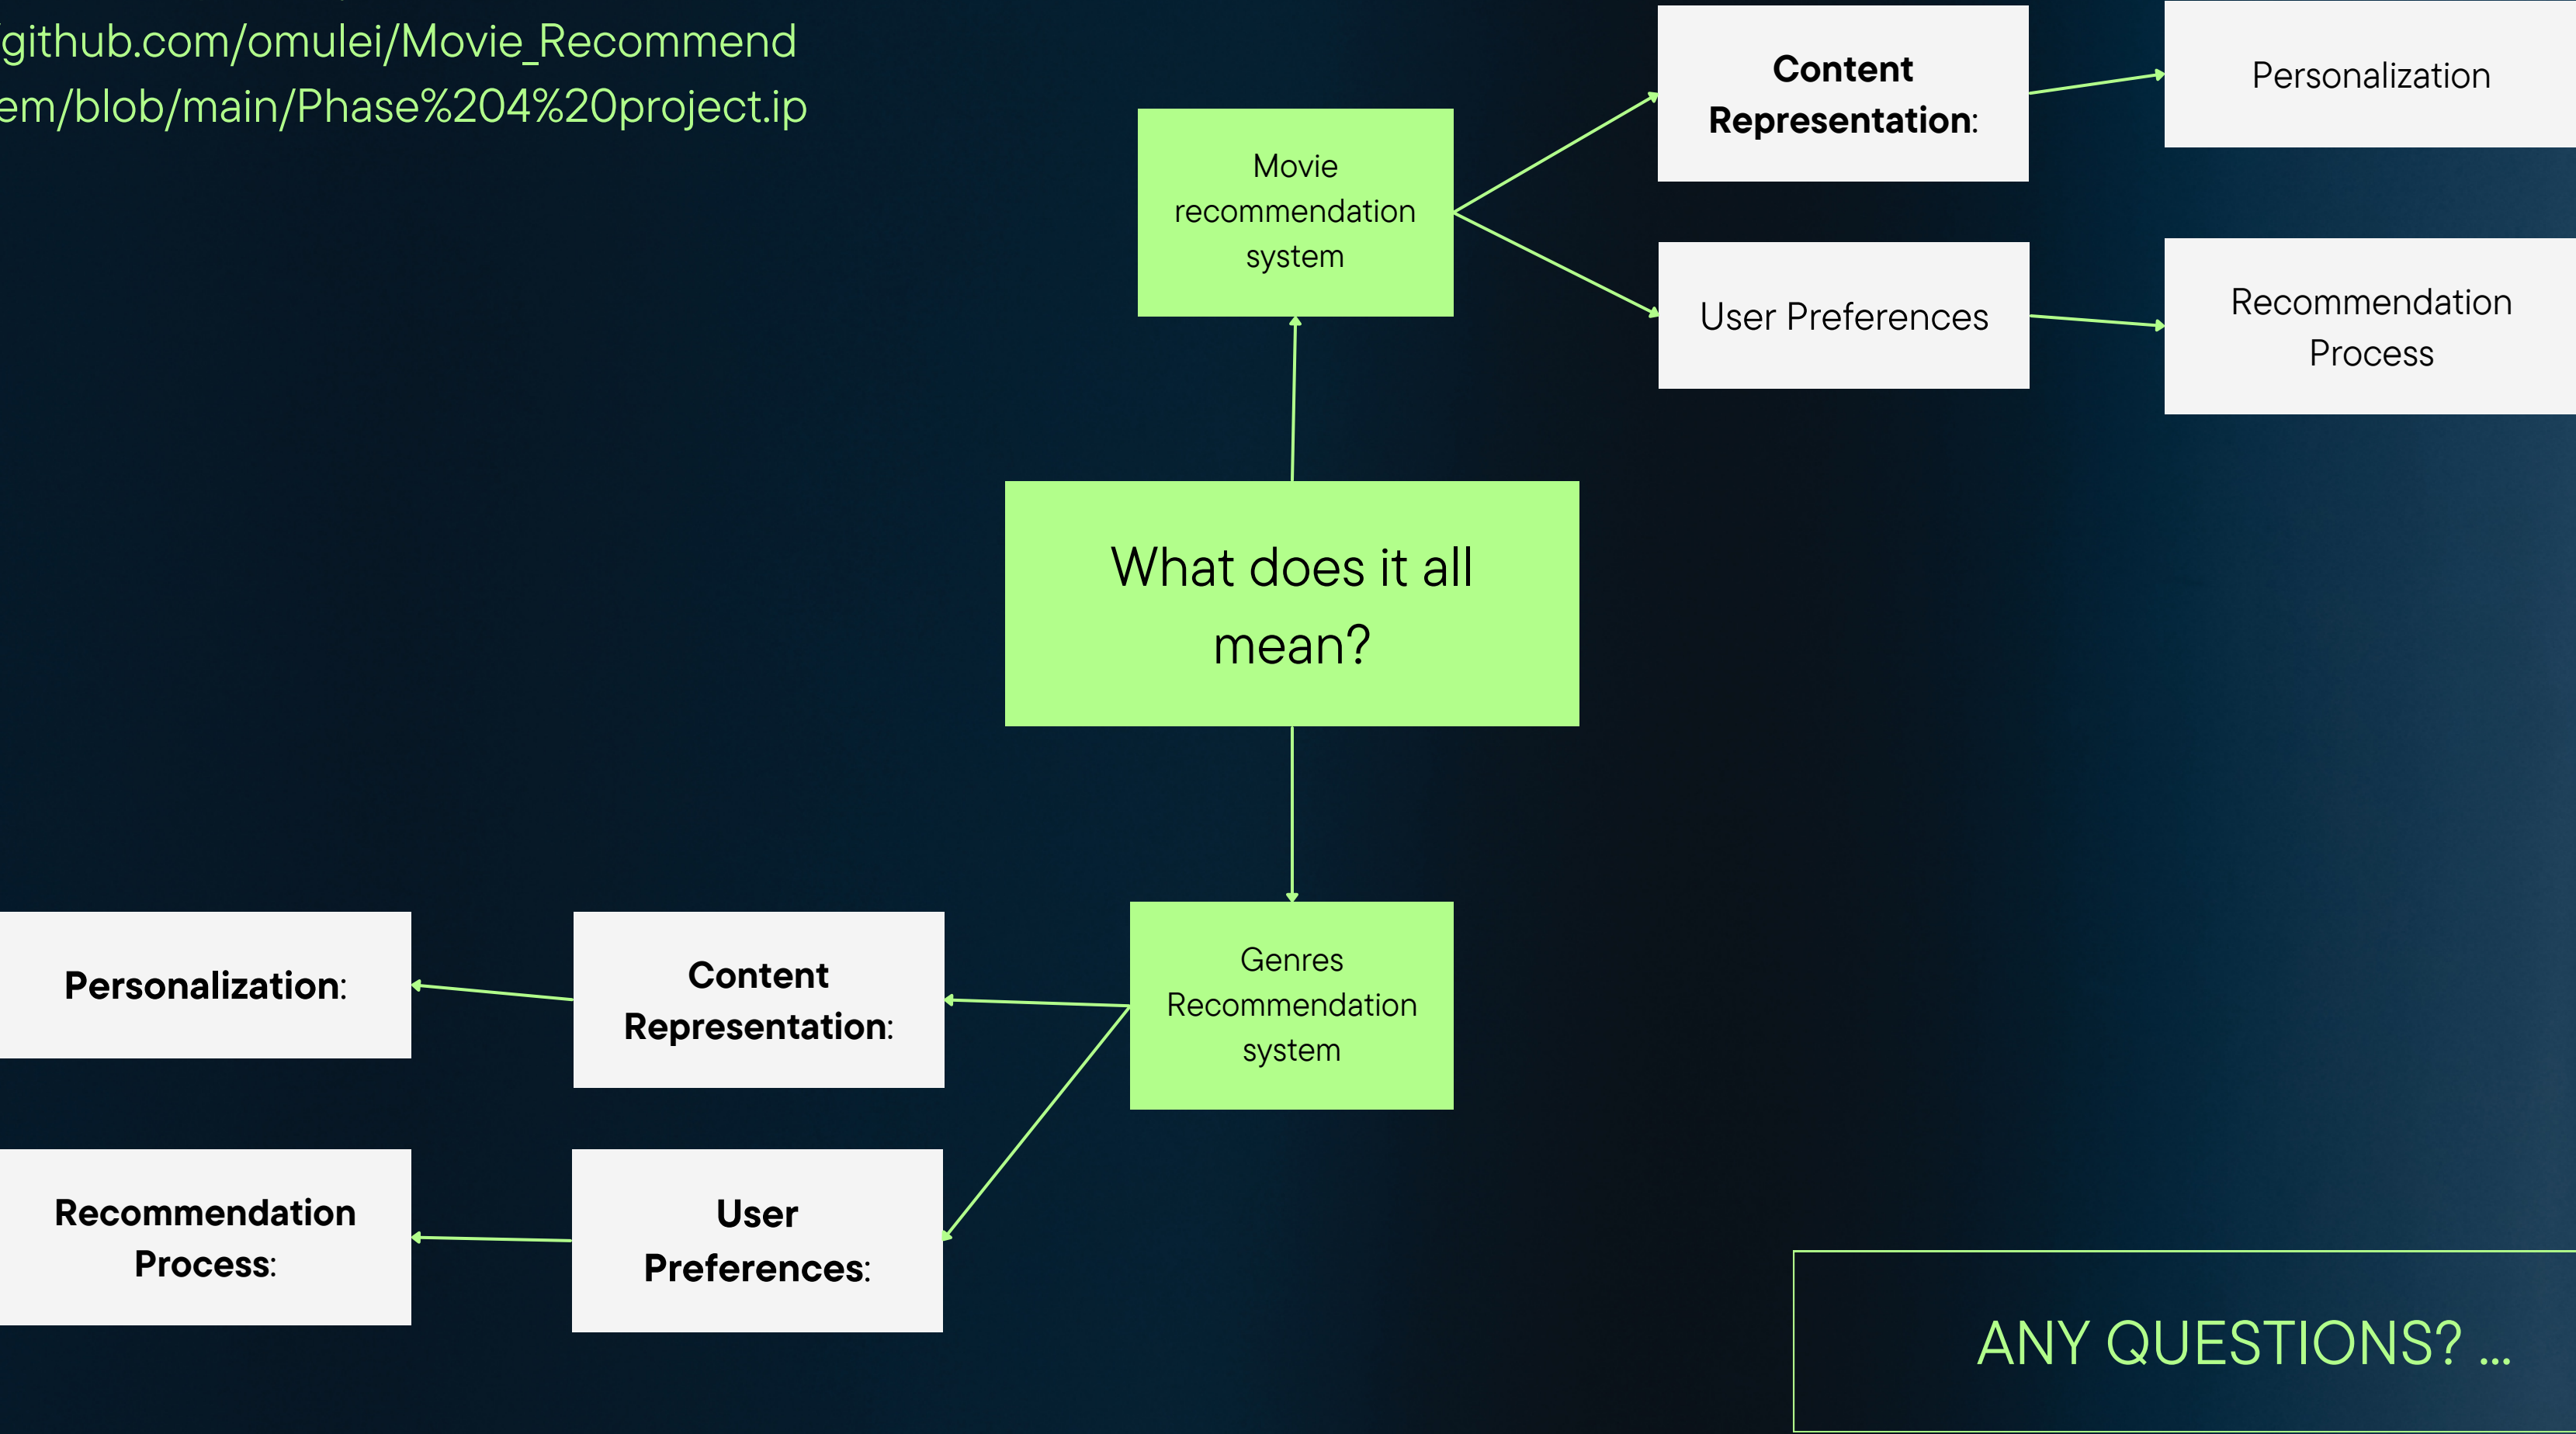 /github.com/omulei/Movie_Recommend
em/blob/main/Phase%204%20project.ip
Content
Representation:
Personalization
Movie
recommendation
system
User Preferences
Recommendation
Process
What does it all
mean?
Genres
Recommendation
system
Content
Representation:
Personalization:
User
Preferences:
Recommendation
Process:
ANY QUESTIONS? ...